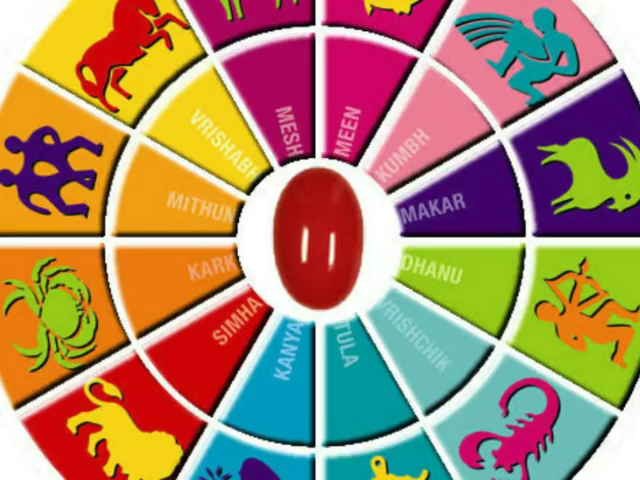 MESH
MEEN
VRISHABH
KUMBH
MITHUN
MAKAR
KARK
DHANU
SIMHA
VRISHCHIK
KANYA
TULA